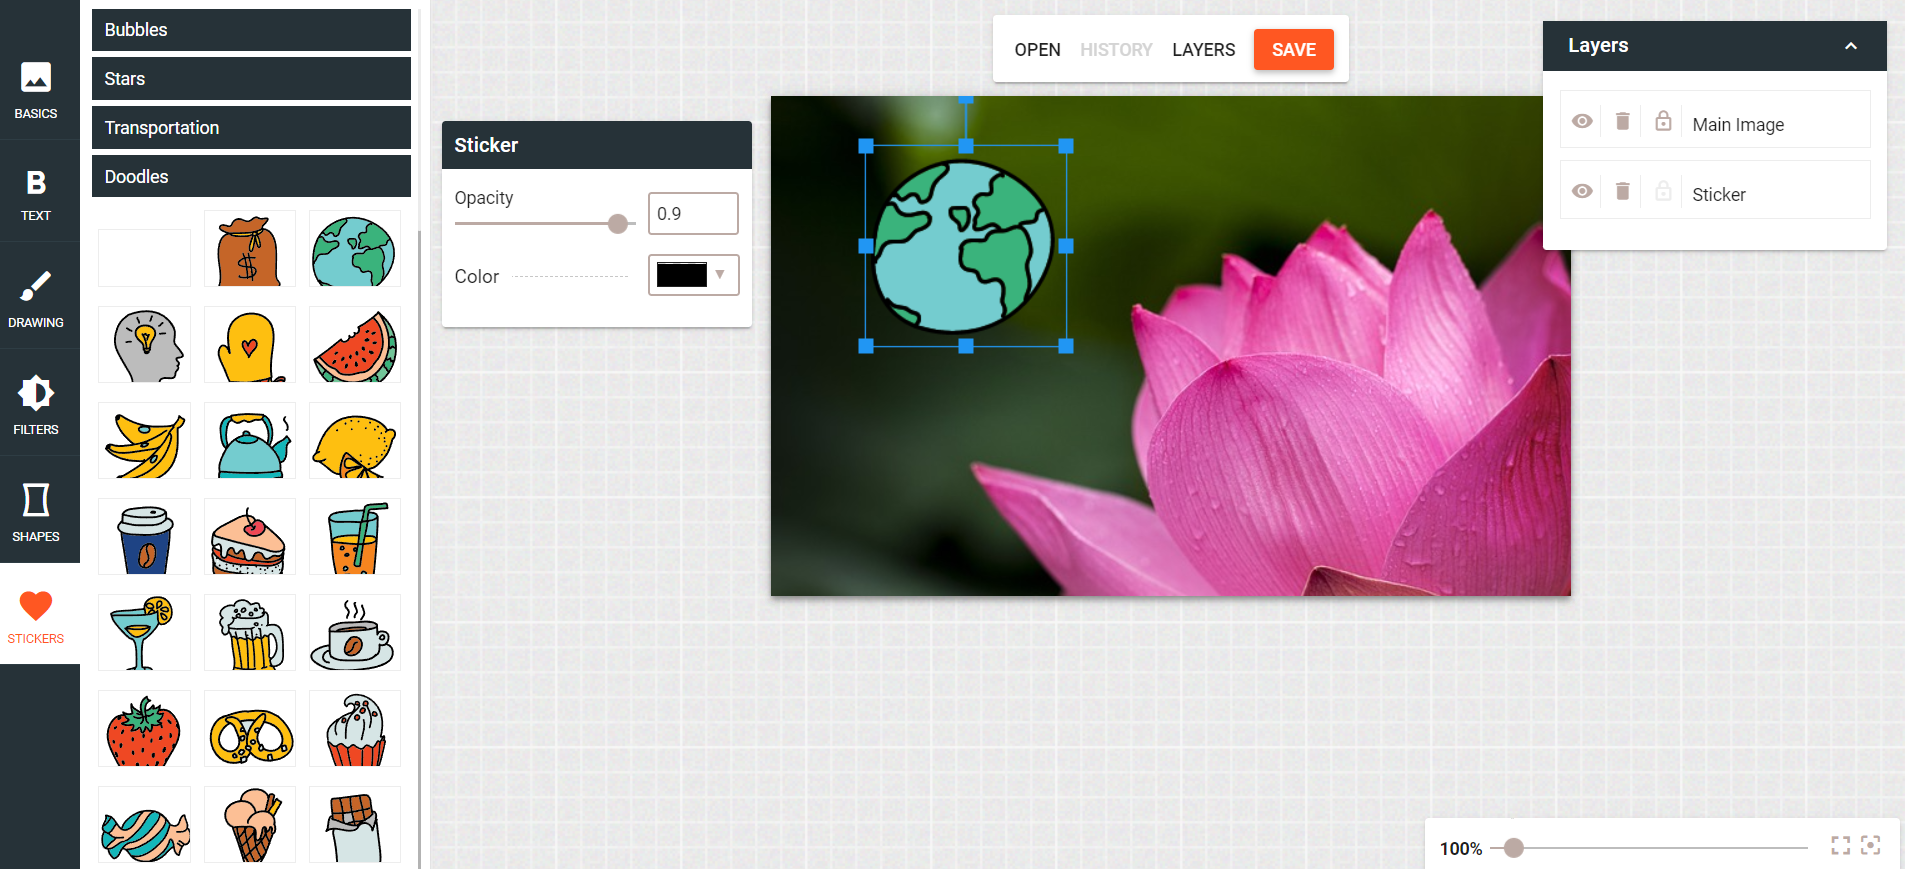 BASICS
TEXT
DRAWING
FILTERS
SHAPES
STICKERS
Bubbles
Stars
Transportation
Doodles
$
Sticker
Opacity
0.9
Color
OPEN HISTORY LAYERS SAVE
Layers
Main Image
Sticker
100%